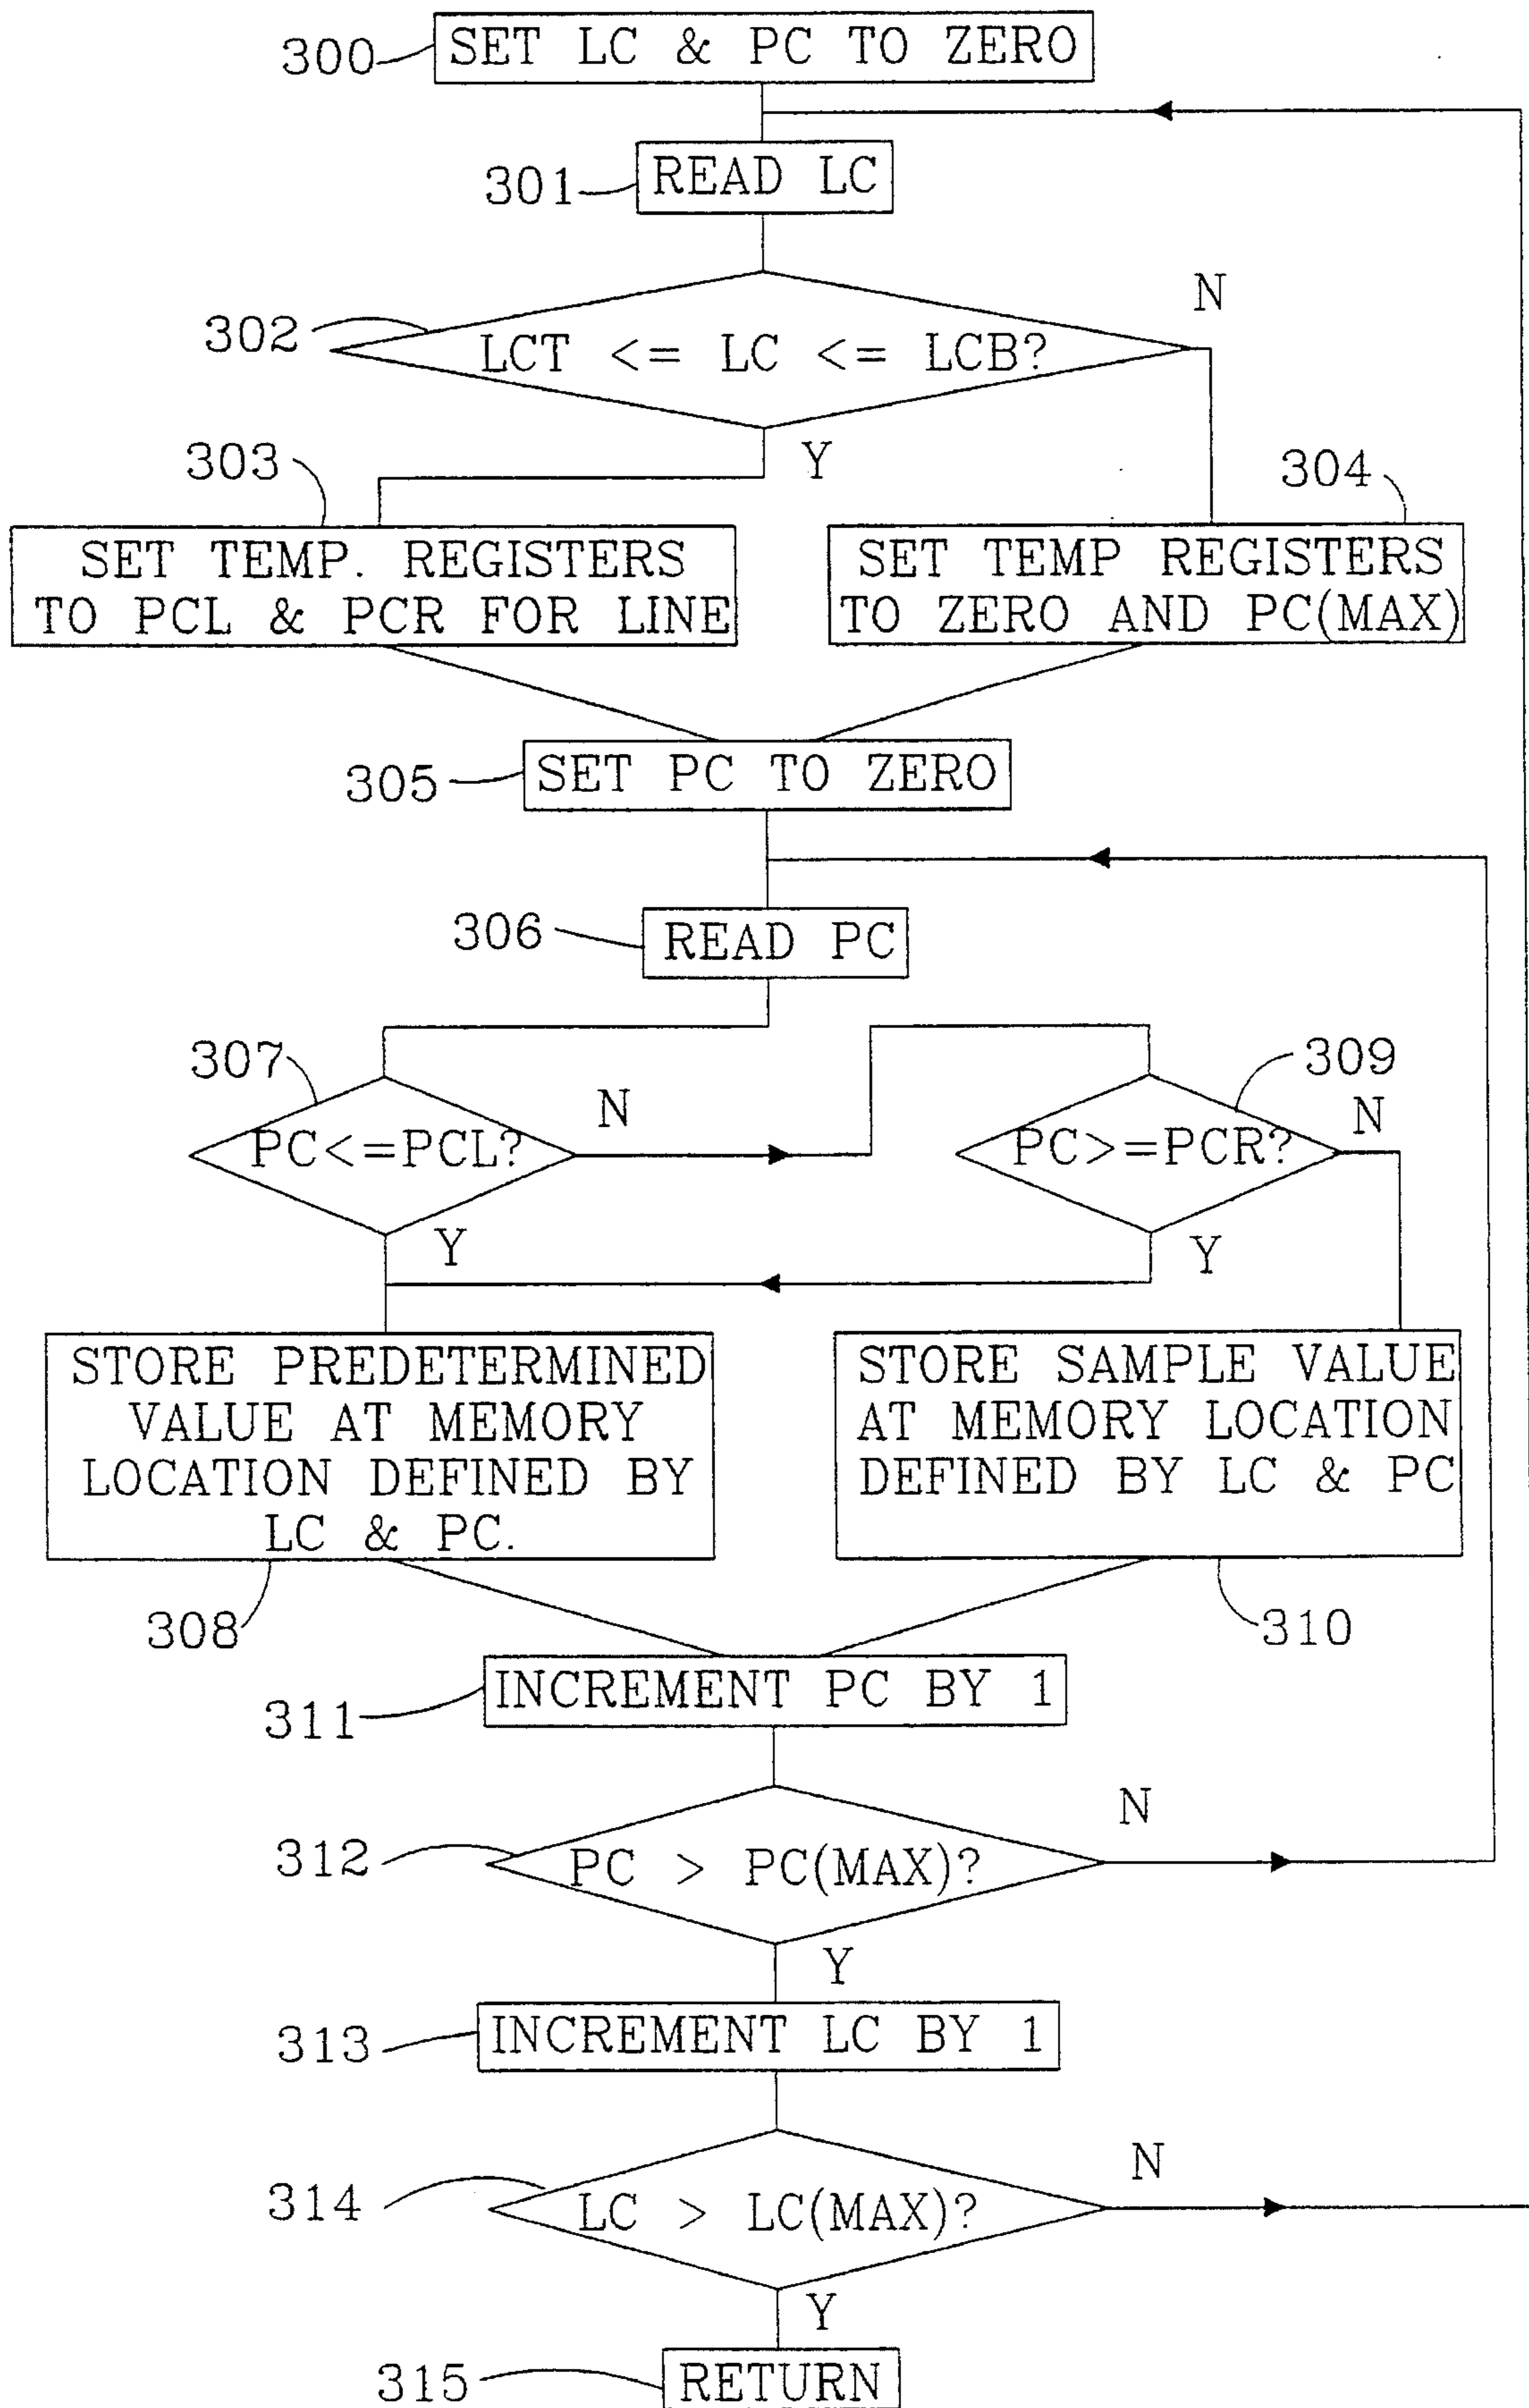 300
SET LC & PC TO ZERO
301
READ LC
302
LCT <= LC <= LCB?
N
Y
303
304
SET TEMP. REGISTERS
TO PCL & PCR FOR LINE
SET TEMP REGISTERS
TO ZERO AND PC(MAX)
305
SET PC TO ZERO
306
READ PC
307
PC<=PCL?
N
Y
309
PC>=PCR?
N
Y
STORE PREDETERMINED
VALUE AT MEMORY
LOCATION DEFINED BY
LC & PC.
308
STORE SAMPLE VALUE
AT MEMORY LOCATION
DEFINED BY LC & PC
310
311
INCREMENT PC BY 1
312
PC > PC(MAX)?
N
Y
313
INCREMENT LC BY 1
314
LC > LC(MAX)?
N
Y
315
RETURN